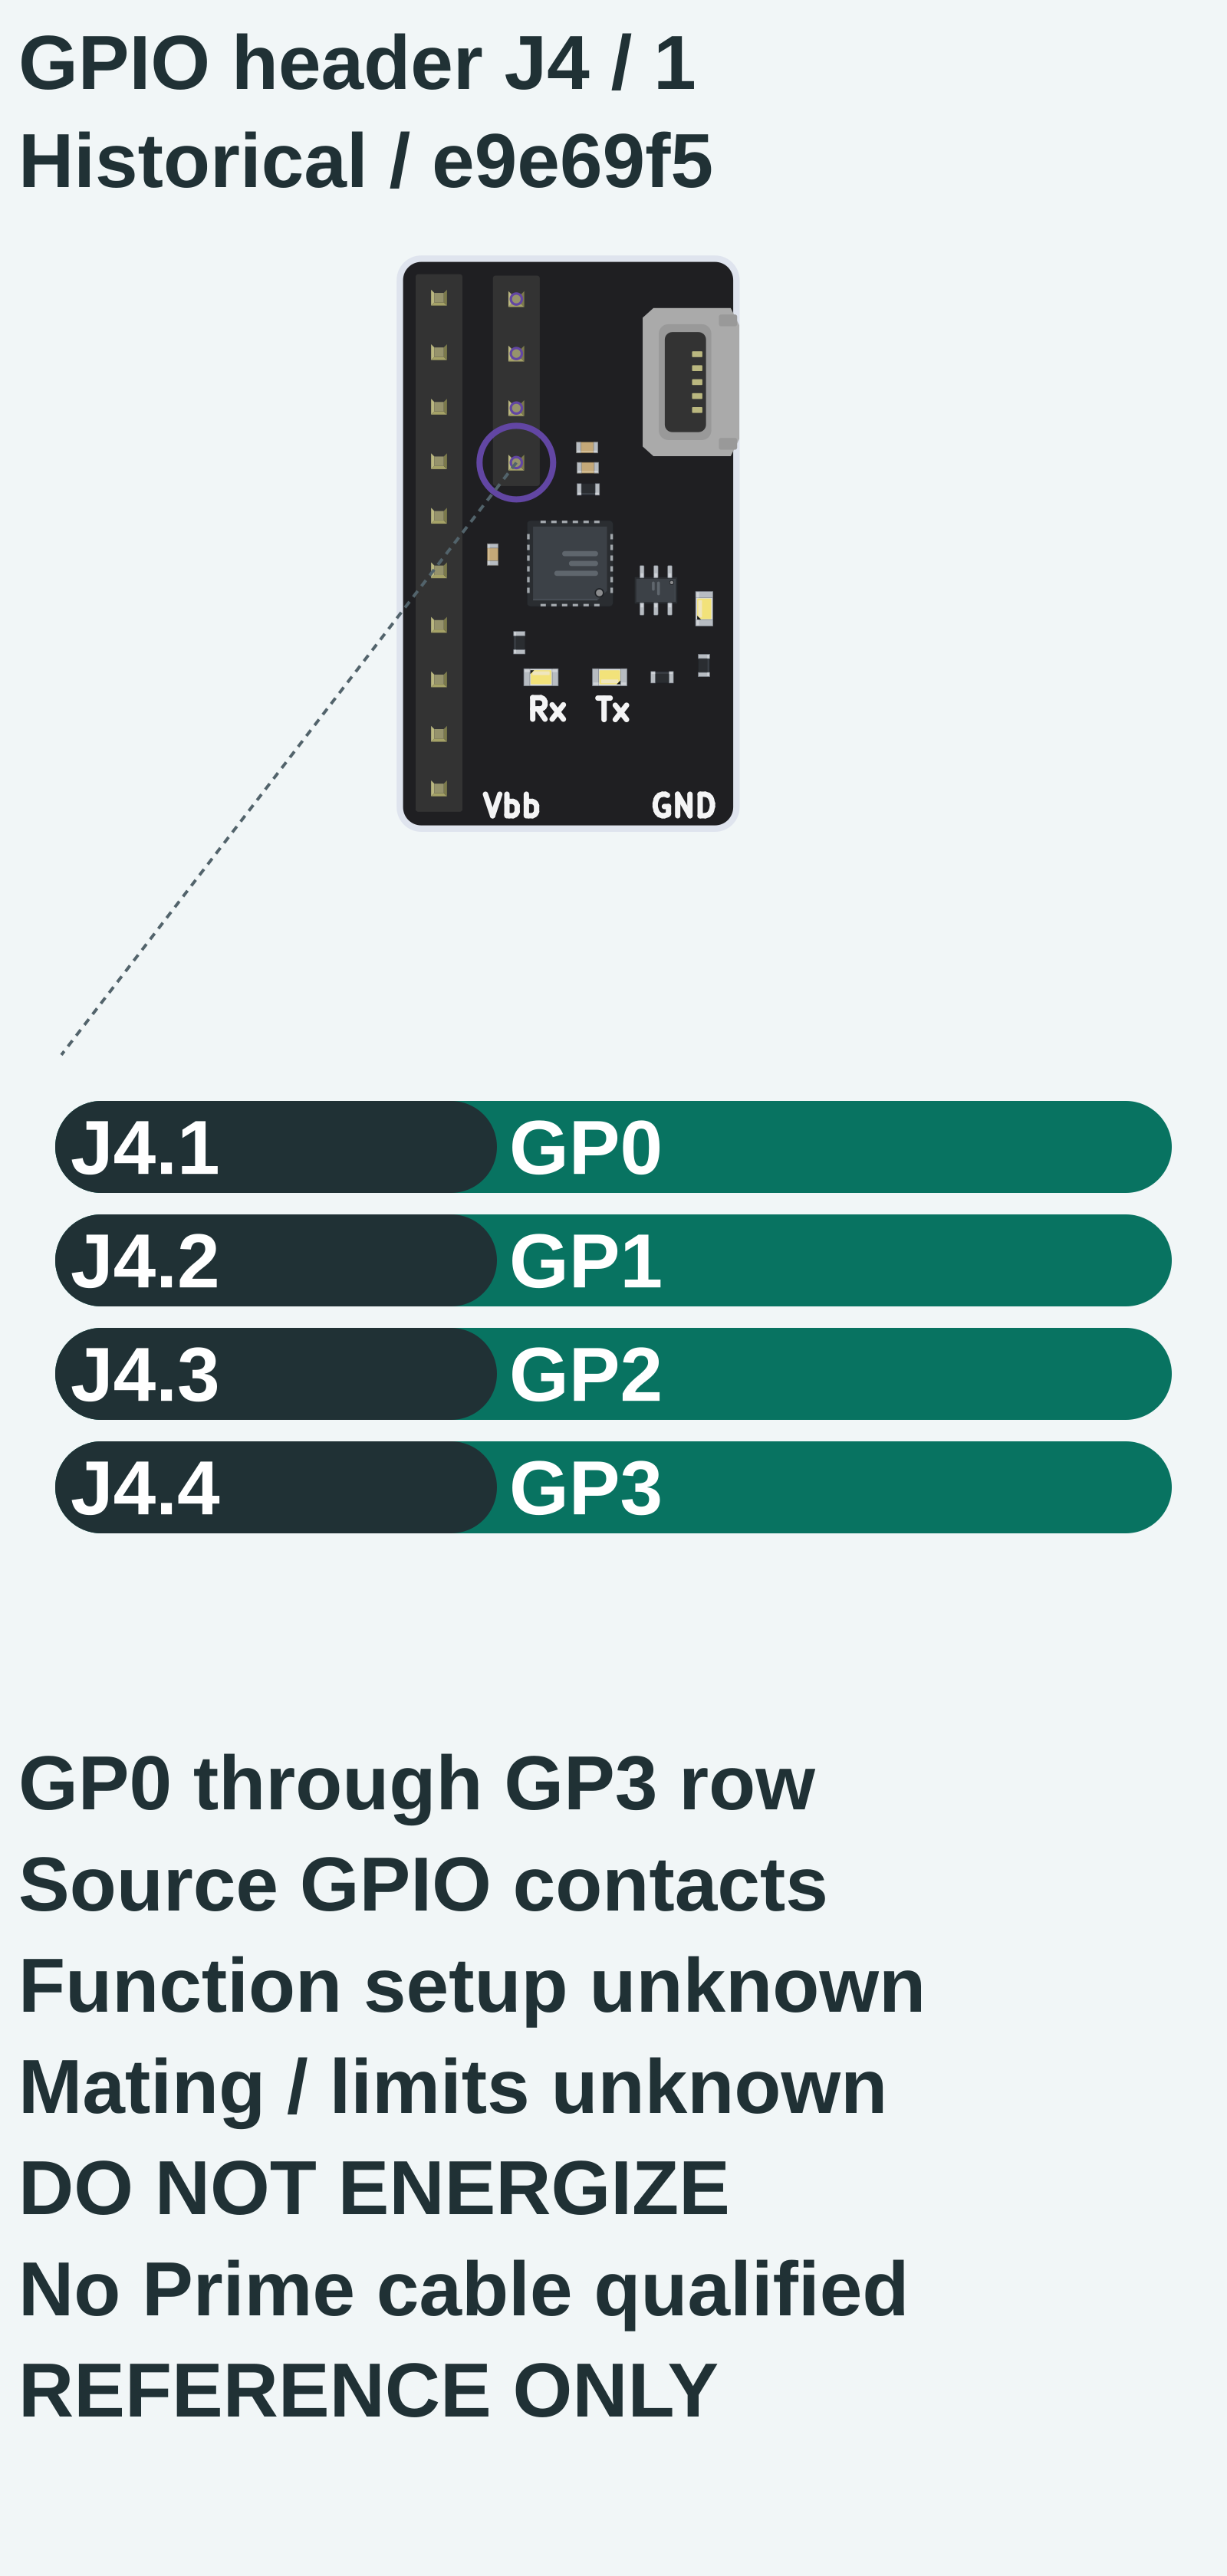 GPIO header J4 / 1
Historical / e9e69f5
Rx Tx
Vbb GND
J4.1 GP0
J4.2 GP1
J4.3 GP2
J4.4 GP3
GP0 through GP3 row
Source GPIO contacts
Function setup unknown
Mating / limits unknown
DO NOT ENERGIZE
No Prime cable qualified
REFERENCE ONLY